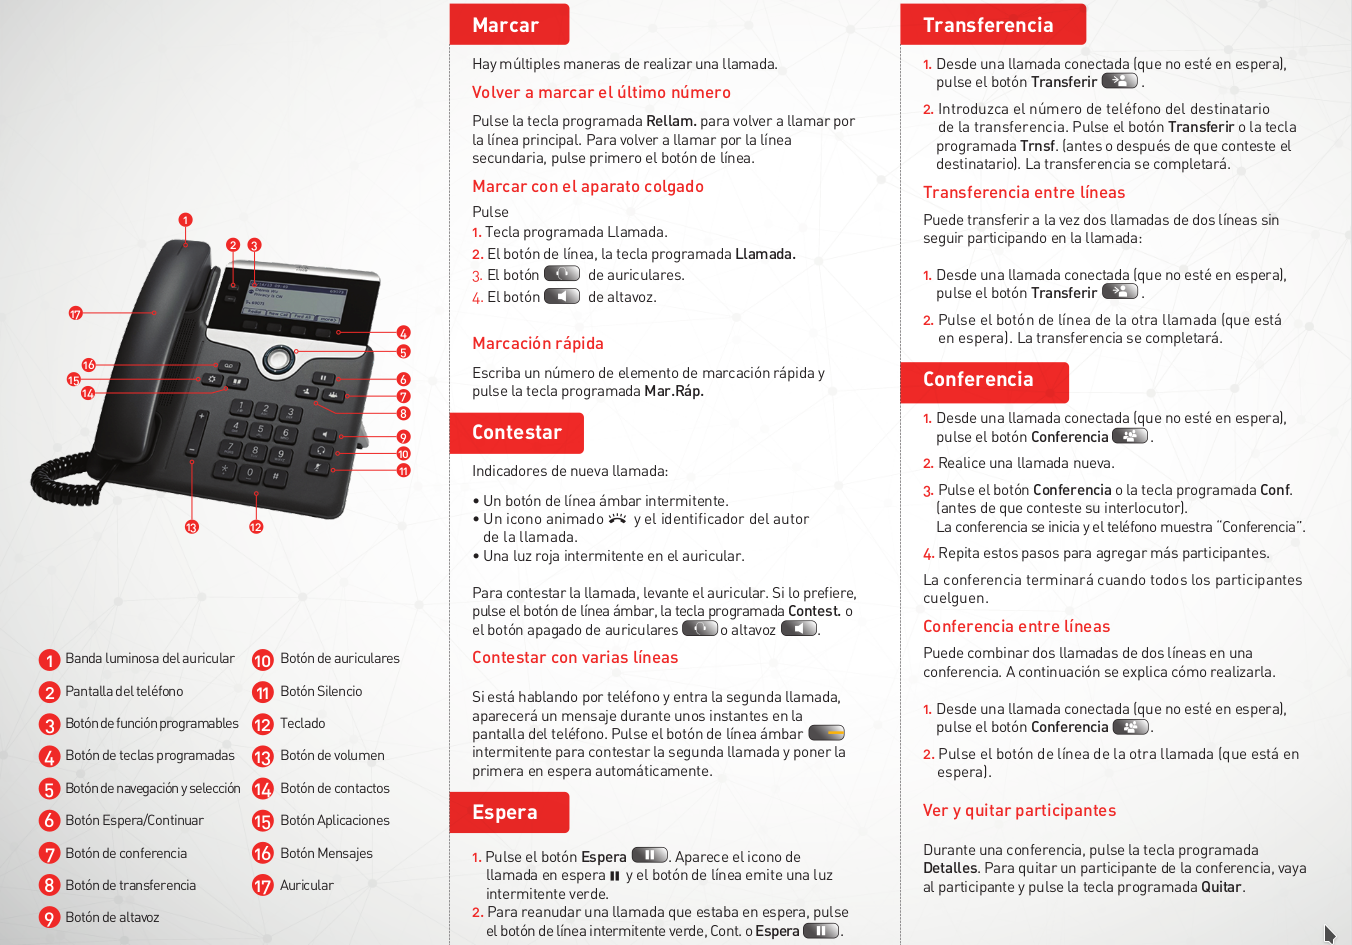 1
2
3
17
4
5
16
15
14
6
7
8
9
10
11
13
12
1 Banda luminosa del auricular
2 Pantalla del teléfono
3 Botón de función programables
4 Botón de teclas programadas
5 Botón de navegación y selección
6 Botón Espera/Continuar
7 Botón de conferencia
8 Botón de transferencia
9 Botón de altavoz
10 Botón de auriculares
11 Botón Silencio
12 Teclado
13 Botón de volumen
14 Botón de contactos
15 Botón Aplicaciones
16 Botón Mensajes
17 Auricular
Marcar
Hay múltiples maneras de realizar una llamada.
Volver a marcar el último número
Pulse la tecla programada Rellam. para volver a llamar por
la línea principal. Para volver a llamar por la línea
secundaria, pulse primero el botón de línea.
Marcar con el aparato colgado
Pulse
1. Tecla programada Llamada.
2. El botón de línea, la tecla programada Llamada.
3. El botón de auriculares.
4. El botón de altavoz.
Marcación rápida
Escriba un número de elemento de marcación rápida y
pulse la tecla programada Mar.Ráp.
Contestar
Indicadores de nueva llamada:
• Un botón de línea ámbar intermitente.
• Un icono animado y el identificador del autor
de la llamada.
• Una luz roja intermitente en el auricular.
Para contestar la llamada, levante el auricular. Si lo prefiere,
pulse el botón de línea ámbar, la tecla programada Contest. o
el botón apagado de auriculares o altavoz .
Contestar con varias líneas
Si está hablando por teléfono y entra la segunda llamada,
aparecerá un mensaje durante unos instantes en la
pantalla del teléfono. Pulse el botón de línea ámbar
intermitente para contestar la segunda llamada y poner la
primera en espera automáticamente.
Espera
1. Pulse el botón Espera . Aparece el icono de
llamada en espera y el botón de línea emite una luz
intermitente verde.
2. Para reanudar una llamada que estaba en espera, pulse
el botón de línea intermitente verde, Cont. o Espera .
Transferencia
1. Desde una llamada conectada (que no esté en espera),
pulse el botón Transferir .
2. Introduzca el número de teléfono del destinatario
de la transferencia. Pulse el botón Transferir o la tecla
programada Trnsf. (antes o después de que conteste el
destinatario). La transferencia se completará.
Transferencia entre líneas
Puede transferir a la vez dos llamadas de dos líneas sin
seguir participando en la llamada:
1. Desde una llamada conectada (que no esté en espera),
pulse el botón Transferir .
2. Pulse el botón de línea de la otra llamada (que está
en espera). La transferencia se completará.
Conferencia
1. Desde una llamada conectada (que no esté en espera),
pulse el botón Conferencia .
2. Realice una llamada nueva.
3. Pulse el botón Conferencia o la tecla programada Conf.
(antes de que conteste su interlocutor).
La conferencia se inicia y el teléfono muestra "Conferencia".
4. Repita estos pasos para agregar más participantes.
La conferencia terminará cuando todos los participantes
cuelguen.
Conferencia entre líneas
Puede combinar dos llamadas de dos líneas en una
conferencia. A continuación se explica cómo realizarla.
1. Desde una llamada conectada (que no esté en espera),
pulse el botón Conferencia .
2. Pulse el botón de línea de la otra llamada (que está en
espera).
Ver y quitar participantes
Durante una conferencia, pulse la tecla programada
Detalles. Para quitar un participante de la conferencia, vaya
al participante y pulse la tecla programada Quitar.